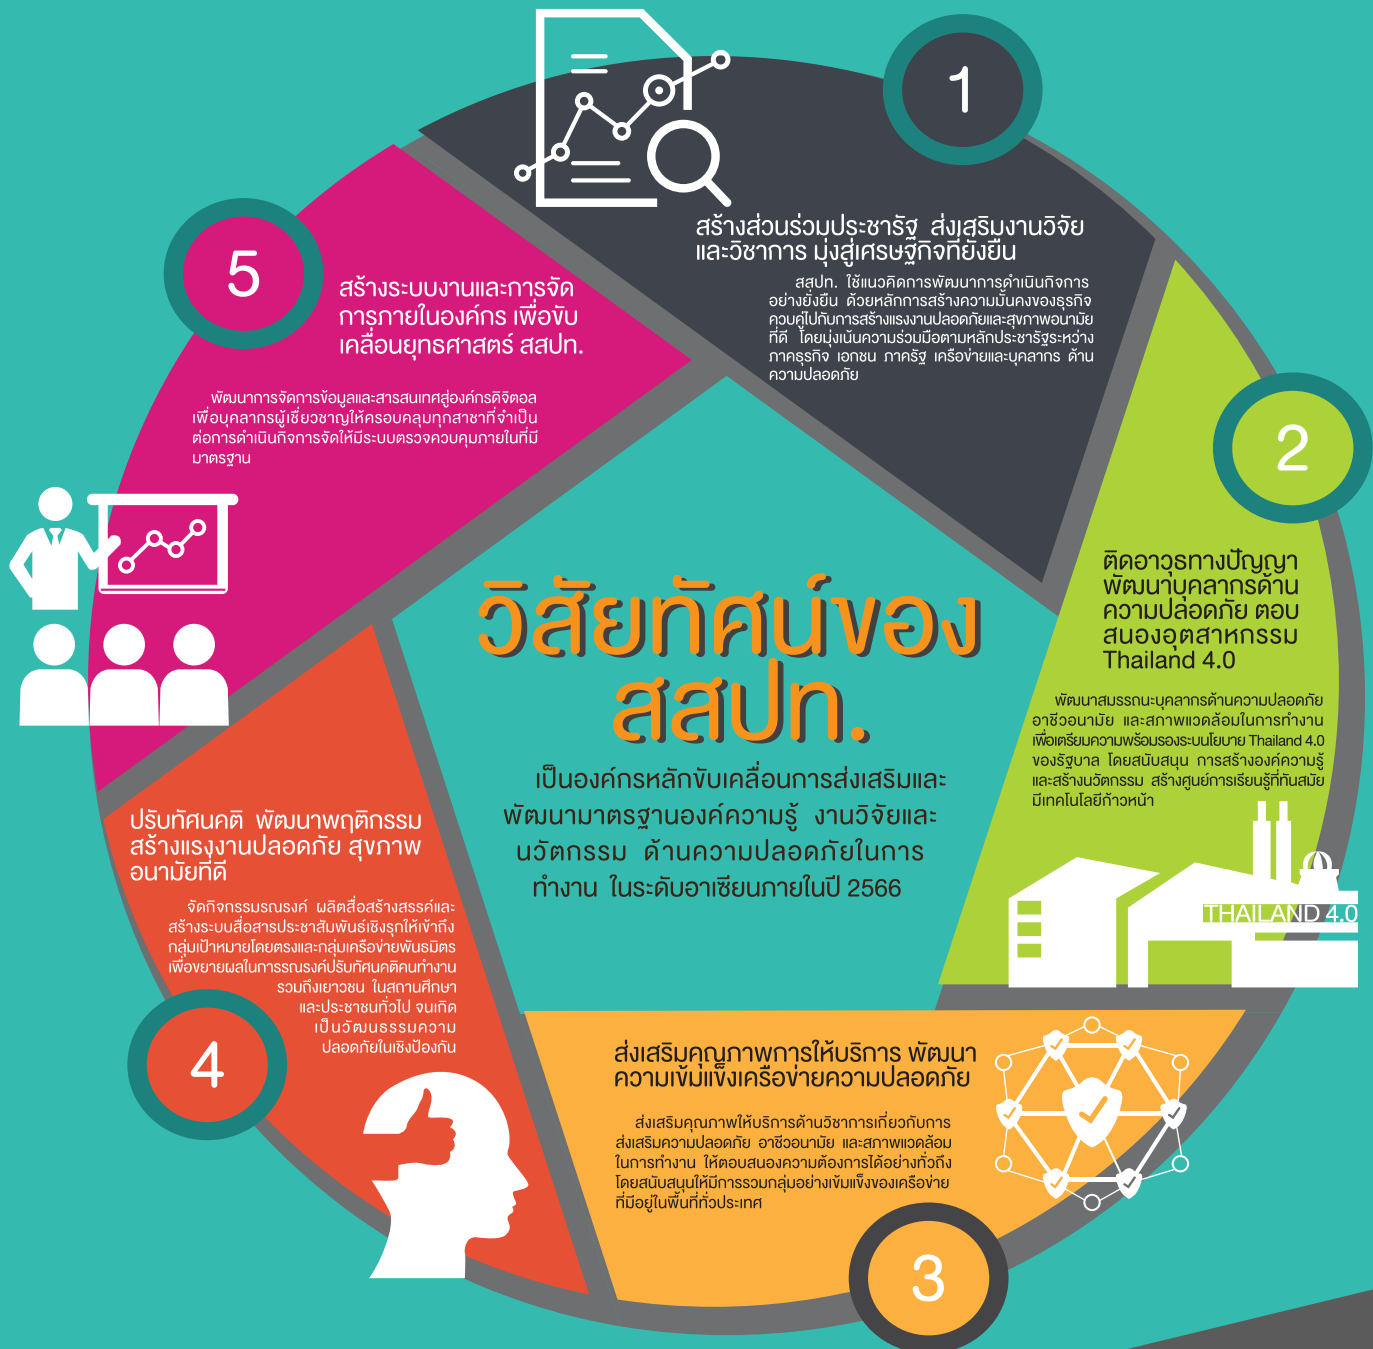 วิสัยทัศน์ของ
สสปท.
เป็นองค์กรหลักขับเคลื่อนการส่งเสริมและ
พัฒนามาตรฐานองค์ความรู้ งานวิจัยและ
นวัตกรรม ด้านความปลอดภัยในการ
ทำงาน ในระดับอาเซียนภายในปี 2566
1
สร้างส่วนร่วมประชารัฐ ส่งเสริมงานวิจัย
และวิชาการ มุ่งสู่เศรษฐกิจที่ยั่งยืน
สสปท. ใช้แนวคิดการพัฒนาการดำเนินกิจการ
อย่างยั่งยืน ด้วยหลักการสร้างความมั่นคงของธุรกิจ
ควบคู่ไปกับการสร้างแรงงานปลอดภัยและสุขภาพอนามัย
ที่ดี โดยมุ่งเน้นความร่วมมือตามหลักประชารัฐระหว่าง
ภาคธุรกิจ เอกชน ภาครัฐ เครือข่ายและบุคลากร ด้าน
ความปลอดภัย
2
ติดอาวุธทางปัญญา
พัฒนาบุคลากรด้าน
ความปลอดภัย ตอบ
สนองอุตสาหกรรม
Thailand 4.0
พัฒนาสมรรถนะบุคลากรด้านความปลอดภัย
อาชีวอนามัย และสภาพแวดล้อมในการทำงาน
เพื่อเตรียมความพร้อมรองระบบนโยบาย Thailand 4.0
ของรัฐบาล โดยสนับสนุน การสร้างองค์ความรู้
และสร้างนวัตกรรม สร้างศูนย์การเรียนรู้ที่ทันสมัย
มีเทคโนโลยีก้าวหน้า
THAILAND 4.0
3
ส่งเสริมคุณภาพการให้บริการ พัฒนา
ความเข้มแข็งเครือข่ายความปลอดภัย
ส่งเสริมคุณภาพให้บริการด้านวิชาการเกี่ยวกับการ
ส่งเสริมความปลอดภัย อาชีวอนามัย และสภาพแวดล้อม
ในการทำงาน ให้ตอบสนองความต้องการได้อย่างทั่วถึง
โดยสนับสนุนให้มีการรวมกลุ่มอย่างเข้มแข็งของเครือข่าย
ที่มีอยู่ในพื้นที่ทั่วประเทศ
4
ปรับทัศนคติ พัฒนาพฤติกรรม
สร้างแรงงานปลอดภัย สุขภาพ
อนามัยที่ดี
จัดกิจกรรมรณรงค์ ผลิตสื่อสร้างสรรค์และ
สร้างระบบสื่อสารประชาสัมพันธ์เชิงรุกให้เข้าถึง
กลุ่มเป้าหมายโดยตรงและกลุ่มเครือข่ายพันธมิตร
เพื่อขยายผลในการรณรงค์ปรับทัศนคติคนทำงาน
รวมถึงเยาวชน ในสถานศึกษา
และประชาชนทั่วไป จนเกิด
เป็นวัฒนธรรมความ
ปลอดภัยในเชิงป้องกัน
5
สร้างระบบงานและการจัด
การภายในองค์กร เพื่อขับ
เคลื่อนยุทธศาสตร์ สสปท.
พัฒนาการจัดการข้อมูลและสารสนเทศสู่องค์กรดิจิตอล
เพื่อบุคลากรผู้เชี่ยวชาญให้ครอบคลุมทุกสาขาที่จำเป็น
ต่อการดำเนินกิจการจัดให้มีระบบตรวจควบคุมภายในที่มี
มาตรฐาน